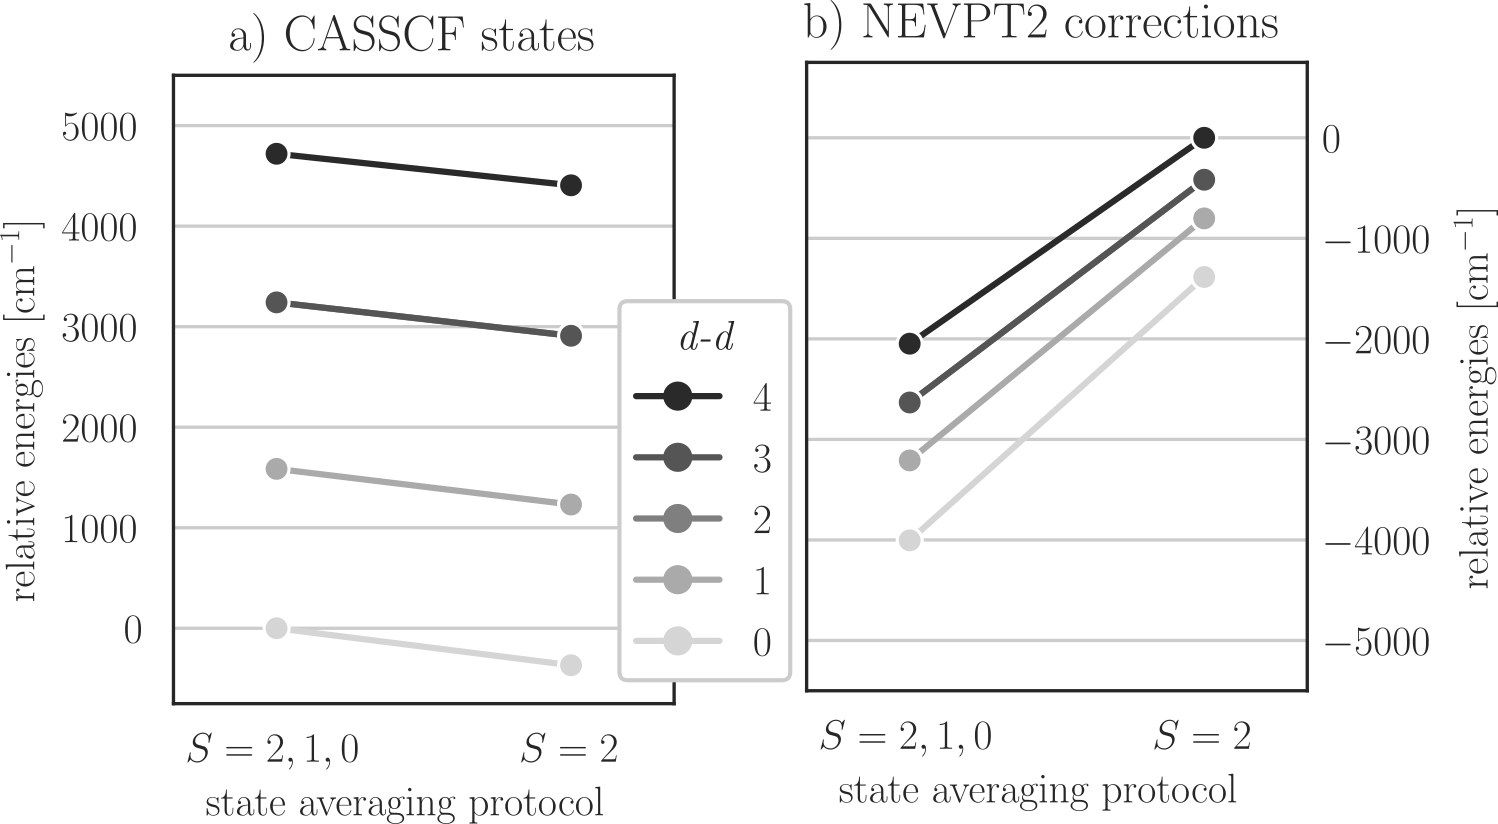 a) CASSCF states
relative energies [cm⁻¹]
5000
4000
3000
2000
1000
0
S = 2, 1, 0
S = 2
state averaging protocol
d-d
4
3
2
1
0
b) NEVPT2 corrections
0
−1000
−2000
−3000
−4000
−5000
relative energies [cm⁻¹]
S = 2, 1, 0
S = 2
state averaging protocol